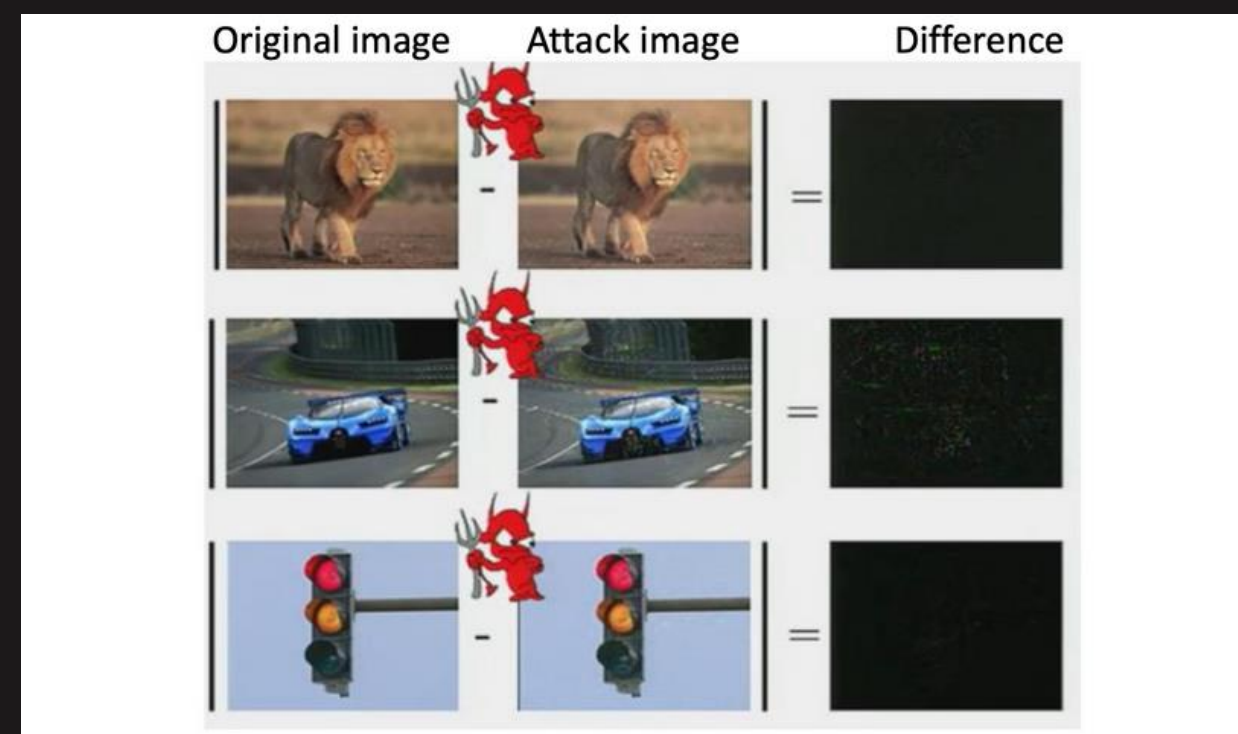 Original image Attack image Difference
| - | =
| - | =
| - | =